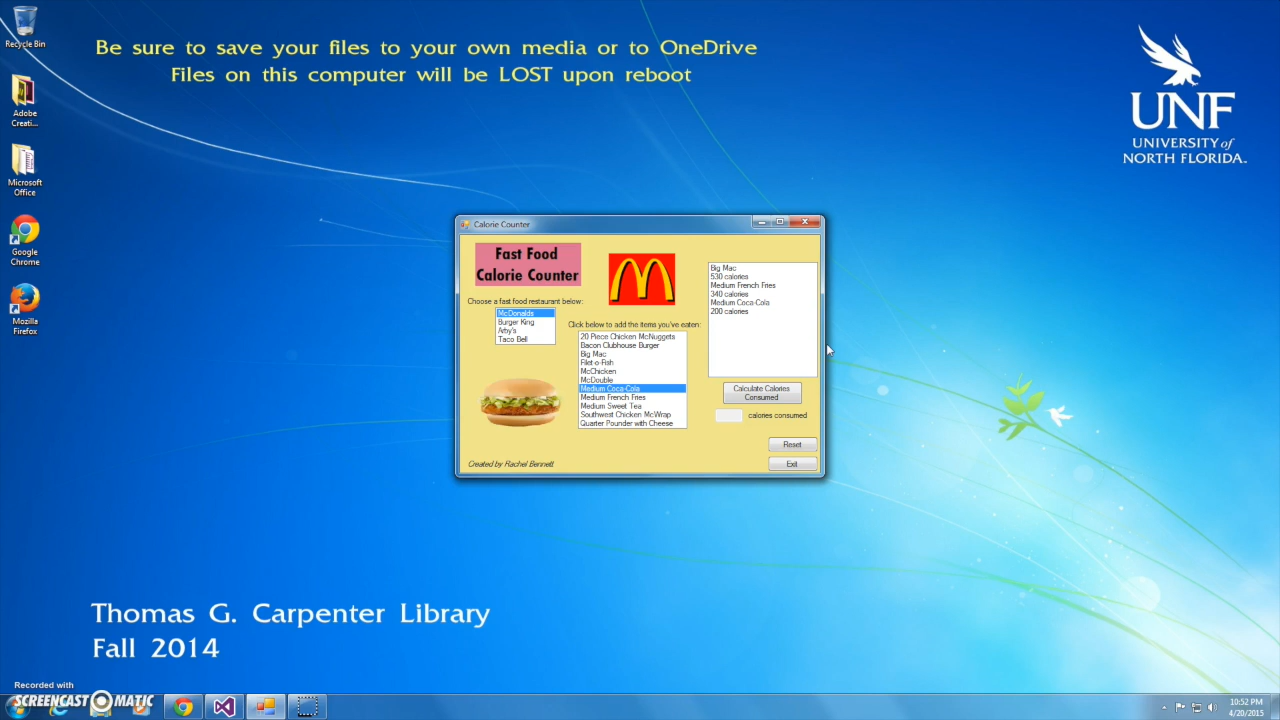 Be sure to save your files to your own media or to OneDrive
Files on this computer will be LOST upon reboot
UNF
UNIVERSITY of
NORTH FLORIDA
Recycle Bin
Adobe
Creati...
Microsoft
Office
Google
Chrome
Mozilla
Firefox
Calorie Counter
Fast Food
Calorie Counter
Choose a fast food restaurant below:
McDonalds
Burger King
Arby's
Taco Bell
Click below to add the items you've eaten:
20 Piece Chicken McNuggets
Bacon Clubhouse Burger
Big Mac
Filet-o-Fish
McChicken
McDouble
Medium Coca-Cola
Medium French Fries
Medium Sweet Tea
Southwest Chicken McWrap
Quarter Pounder with Cheese
Big Mac
530 calories
Medium French Fries
340 calories
Medium Coca-Cola
200 calories
Calculate Calories
Consumed
calories consumed
Reset
Exit
Created by Rachel Bennett
Thomas G. Carpenter Library
Fall 2014
Recorded with
SCREENCAST-O-MATIC
10:52 PM
4/20/2015